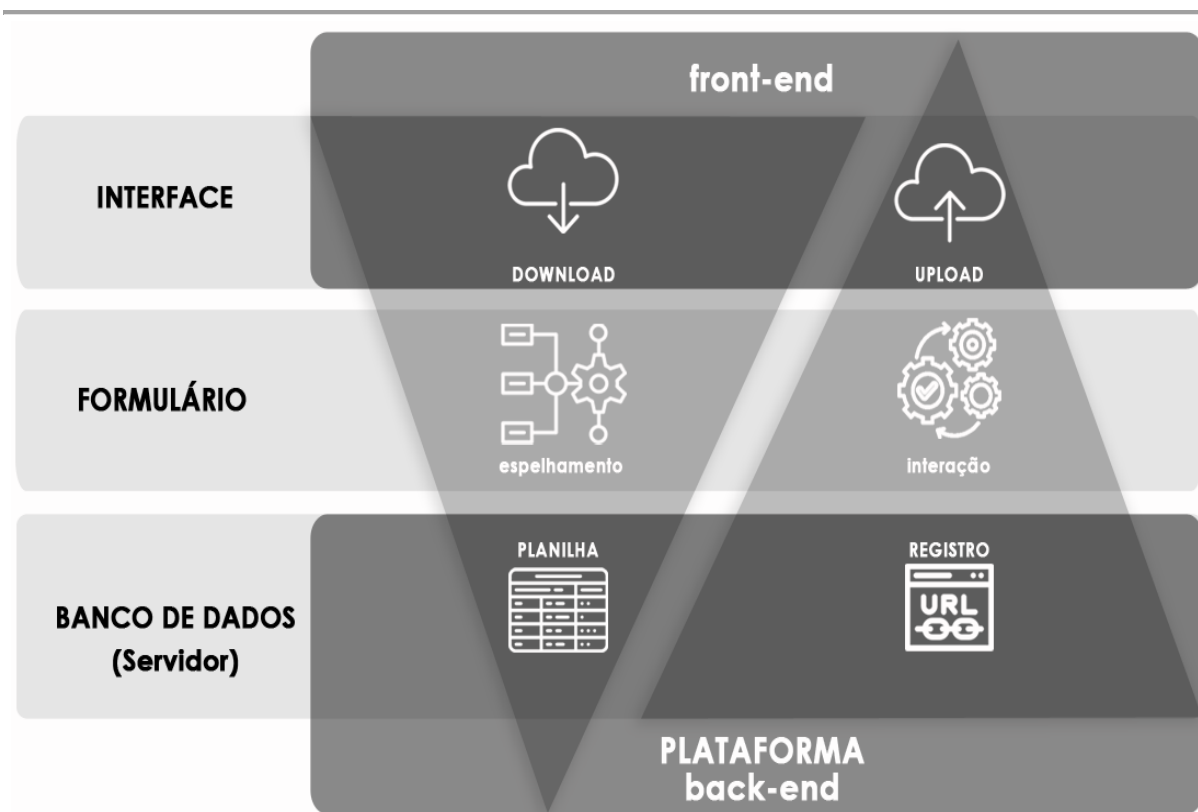 front-end
INTERFACE
DOWNLOAD
UPLOAD
FORMULÁRIO
espelhamento
interação
BANCO DE DADOS
(Servidor)
PLANILHA
REGISTRO
URL
PLATAFORMA
back-end